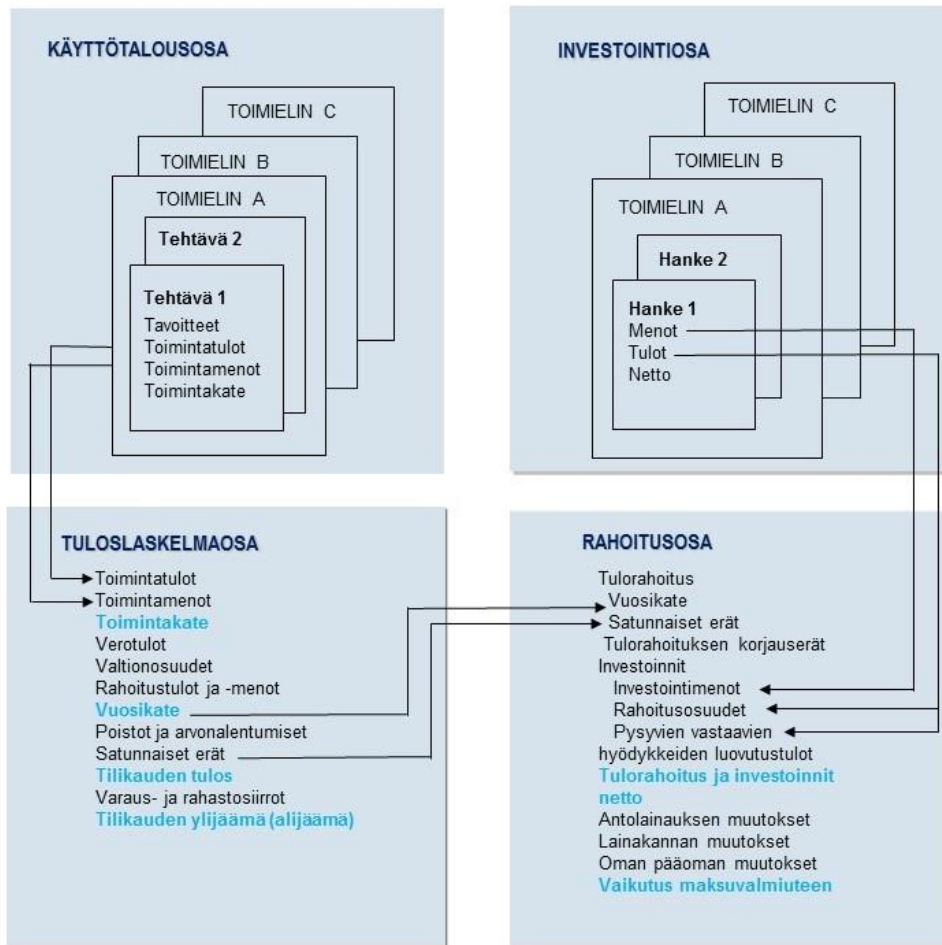 KÄYTTÖTALOUSOSA
TOIMIELIN C
TOIMIELIN B
TOIMIELIN A
Tehtävä 2
Tehtävä 1
Tavoitteet
Toimintatulot
Toimintamenot
Toimintakate
INVESTOINTIOSA
TOIMIELIN C
TOIMIELIN B
TOIMIELIN A
Hanke 2
Hanke 1
Menot
Tulot
Netto
TULOSLASKELMAOSA
Toimintatulot
Toimintamenot
Toimintakate
Verotulot
Valtionosuudet
Rahoitustulot ja -menot
Vuosikate
Poistot ja arvonalentumiset
Satunnaiset erät
Tilikauden tulos
Varaus- ja rahastosiirrot
Tilikauden ylijäämä (alijäämä)
RAHOITUSOSA
Tulorahoitus
Vuosikate
Satunnaiset erät
Tulorahoituksen korjauserät
Investoinnit
Investointimenot
Rahoitusosuudet
Pysyvien vastaavien
hyödykkeiden luovutustulot
Tulorahoitus ja investoinnit
netto
Antolainauksen muutokset
Lainakannan muutokset
Oman pääoman muutokset
Vaikutus maksuvalmiuteen